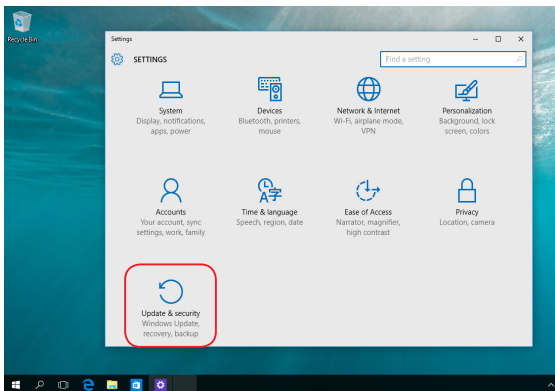 Recycle Bin
Settings
SETTINGS
Find a setting
System
Display, notifications,
apps, power
Devices
Bluetooth, printers,
mouse
Network & Internet
Wi-Fi, airplane mode,
VPN
Personalization
Background, lock
screen, colors
Accounts
Your account, sync
settings, work, family
Time & language
Speech, region, date
Ease of Access
Narrator, magnifier,
high contrast
Privacy
Location, camera
Update & security
Windows Update,
recovery, backup